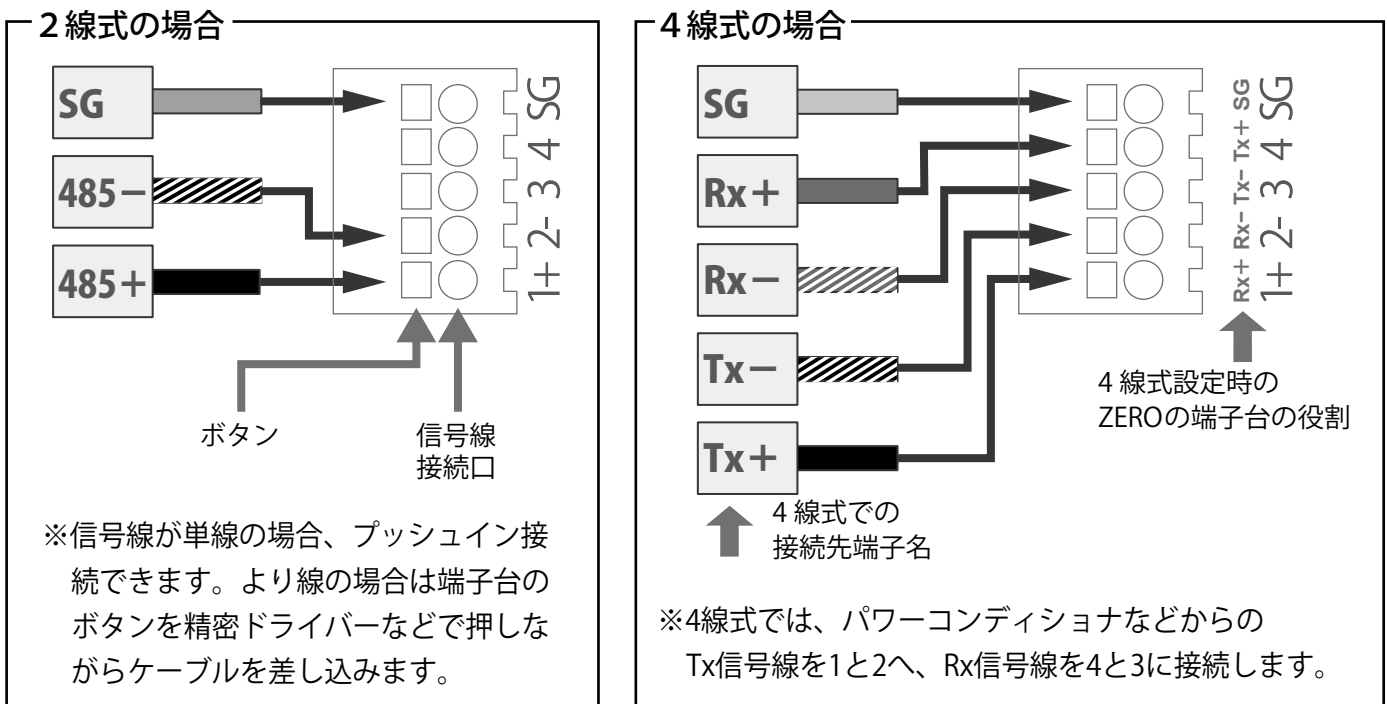 ２線式の場合
SG
485－
485＋
1+ 2- 3 4 SG
ボタン
信号線
接続口
※信号線が単線の場合、プッシュイン接
続できます。より線の場合は端子台の
ボタンを精密ドライバーなどで押しな
がらケーブルを差し込みます。
４線式の場合
SG
Rx＋
Rx－
Tx－
Tx＋
Rx+ Rx- Tx- Tx+ SG
1+ 2- 3 4 SG
4 線式設定時の
ZEROの端子台の役割
4 線式での
接続先端子名
※4線式では、パワーコンディショナなどからの
Tx信号線を1と2へ、Rx信号線を4と3に接続します。